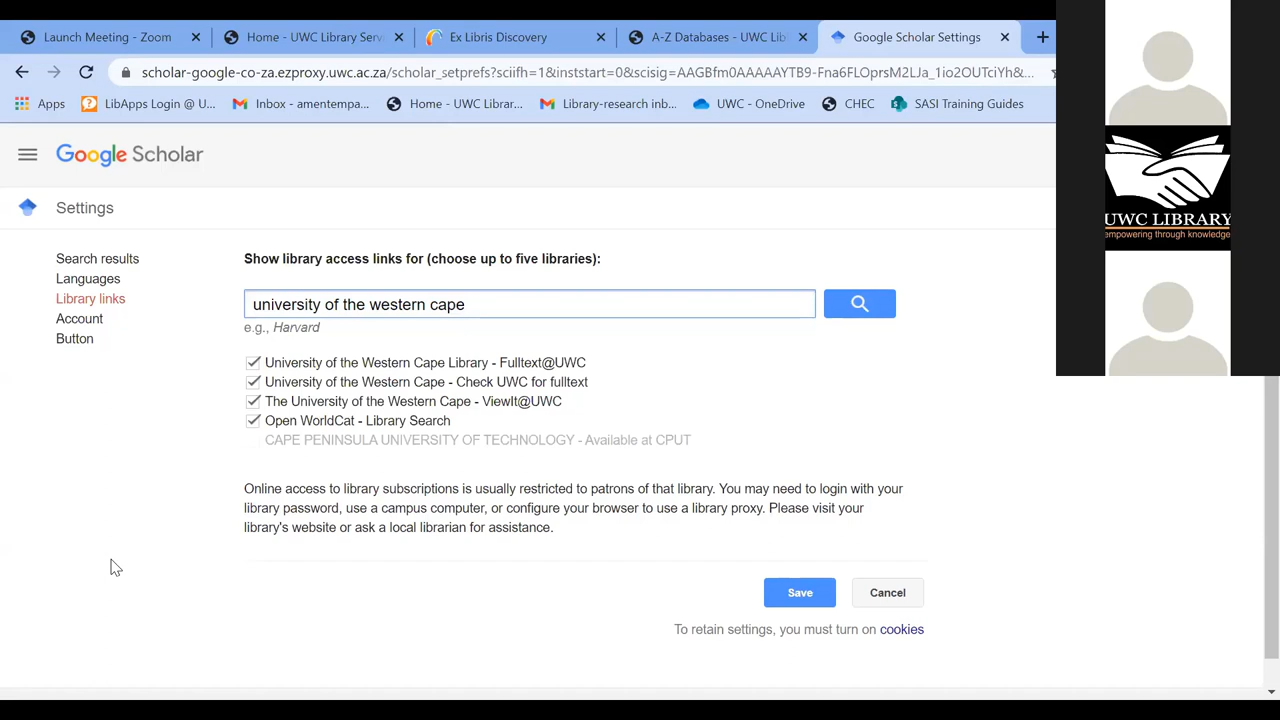 Launch Meeting - Zoom
Home - UWC Library Serv
Ex Libris Discovery
A-Z Databases - UWC Lib
Google Scholar Settings
scholar-google-co-za.ezproxy.uwc.ac.za/scholar_setprefs?sciifh=1&inststart=0&scisig=AAGBfm0AAAAAYTB9-Fna6FLOprsM2LJa_1io2OUTciYh&...
Apps
LibApps Login @ U...
Inbox - amentempa...
Home - UWC Librar...
Library-research inb...
UWC - OneDrive
CHEC
SASI Training Guides
Google Scholar
Settings
Search results
Languages
Library links
Account
Button
Show library access links for (choose up to five libraries):
university of the western cape
e.g., Harvard
University of the Western Cape Library - Fulltext@UWC
University of the Western Cape - Check UWC for fulltext
The University of the Western Cape - ViewIt@UWC
Open WorldCat - Library Search
CAPE PENINSULA UNIVERSITY OF TECHNOLOGY - Available at CPUT
Online access to library subscriptions is usually restricted to patrons of that library. You may need to login with your
library password, use a campus computer, or configure your browser to use a library proxy. Please visit your
library's website or ask a local librarian for assistance.
Save
Cancel
To retain settings, you must turn on cookies
UWC LIBRARY
empowering through knowledge